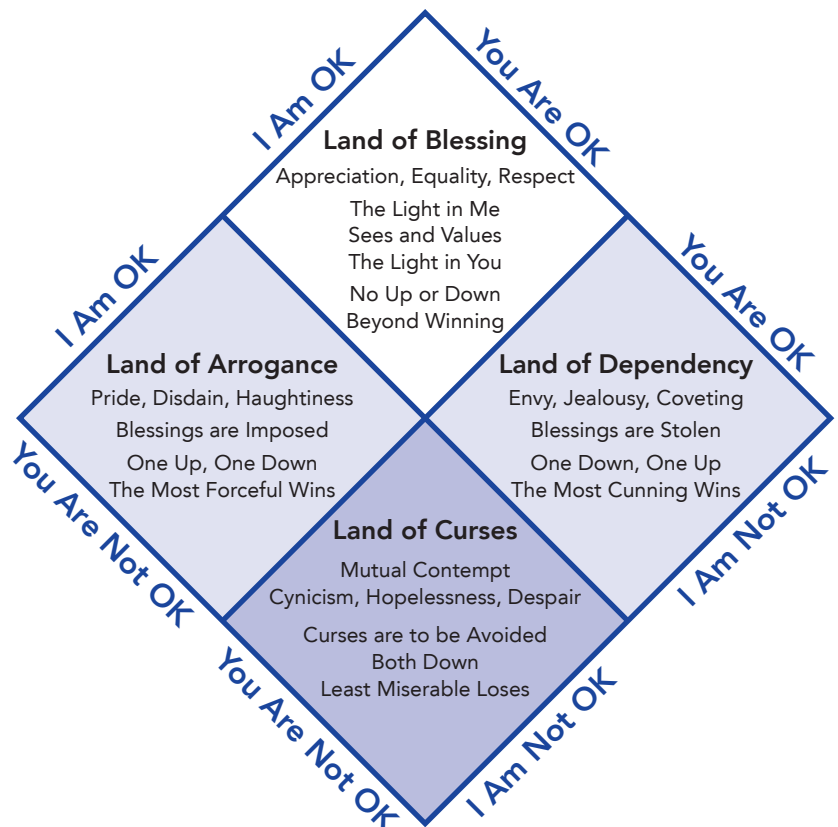 I Am OK
You Are OK
Land of Blessing
Appreciation, Equality, Respect
The Light in Me
Sees and Values
The Light in You
No Up or Down
Beyond Winning
I Am OK
You Are OK
Land of Arrogance
Pride, Disdain, Haughtiness
Blessings are Imposed
One Up, One Down
The Most Forceful Wins
Land of Dependency
Envy, Jealousy, Coveting
Blessings are Stolen
One Down, One Up
The Most Cunning Wins
You Are Not OK
I Am Not OK
Land of Curses
Mutual Contempt
Cynicism, Hopelessness, Despair
Curses are to be Avoided
Both Down
Least Miserable Loses
You Are Not OK
I Am Not OK